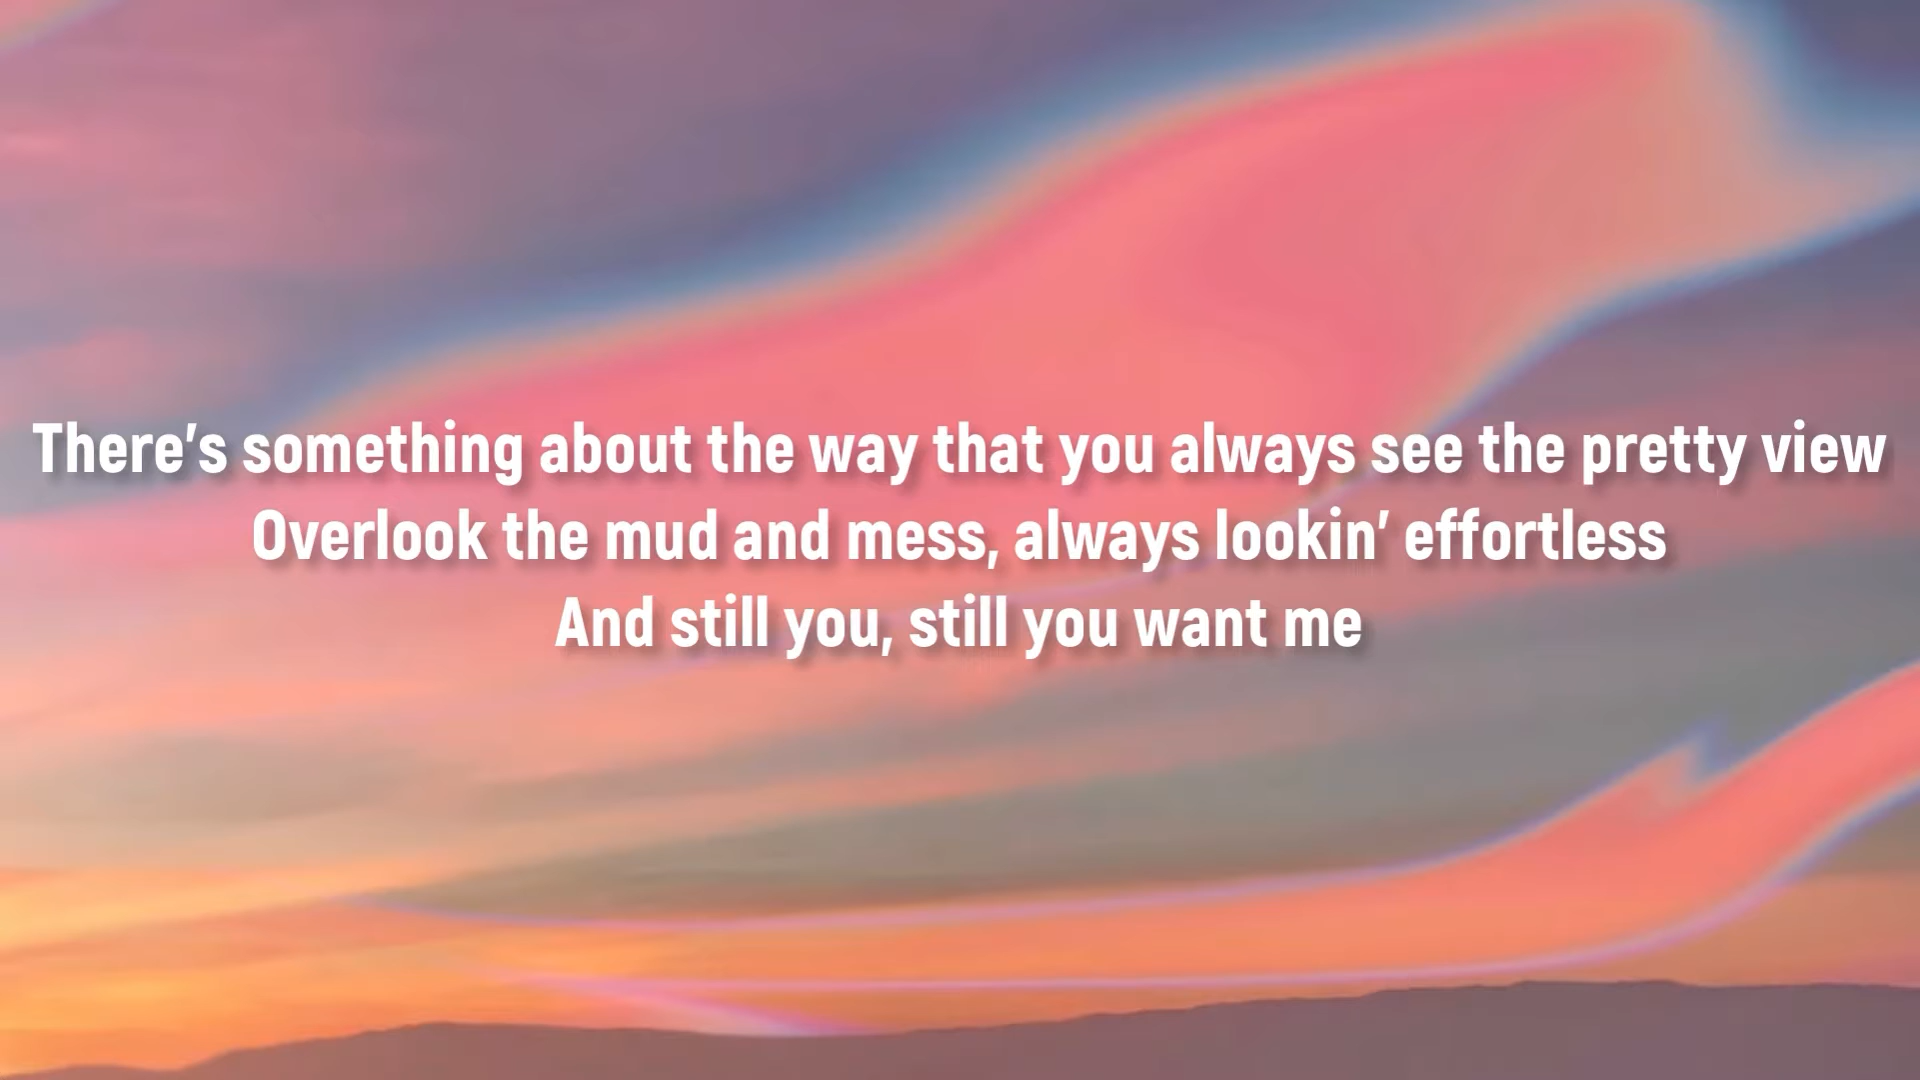 There's something about the way that you always see the pretty view
Overlook the mud and mess, always lookin' effortless
And still you, still you want me